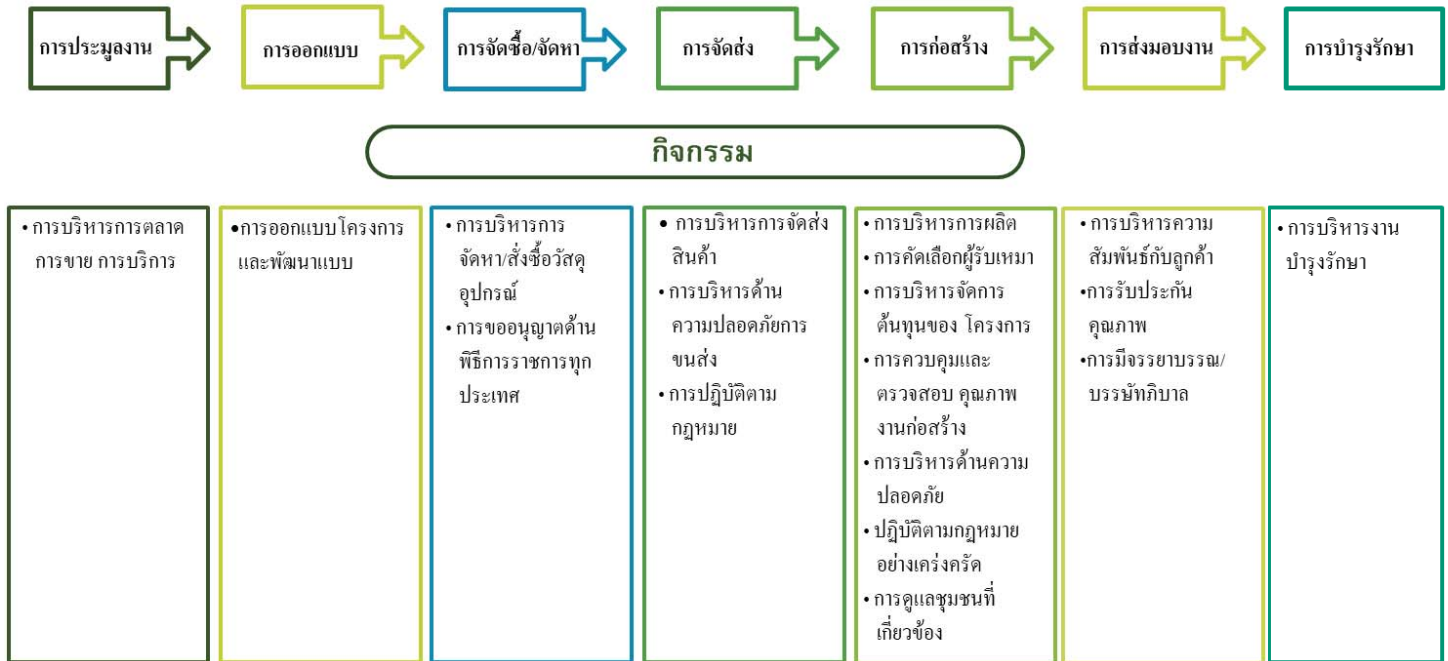 การประมูลงาน
การออกแบบ
การจัดซื้อ/จัดหา
การจัดส่ง
การก่อสร้าง
การส่งมอบงาน
การบำรุงรักษา
กิจกรรม
• การบริหารการตลาด
การขาย การบริการ
•การออกแบบโครงการ
และพัฒนาแบบ
• การบริหารการ
จัดหา/สั่งซื้อวัสดุ
อุปกรณ์
• การขออนุญาตด้าน
พิธีการราชการทุก
ประเทศ
• การบริหารการจัดส่ง
สินค้า
• การบริหารด้าน
ความปลอดภัยการ
ขนส่ง
• การปฏิบัติตาม
กฎหมาย
• การบริหารการผลิต
• การคัดเลือกผู้รับเหมา
• การบริหารจัดการ
ต้นทุนของ โครงการ
• การควบคุมและ
ตรวจสอบ คุณภาพ
งานก่อสร้าง
• การบริหารด้านความ
ปลอดภัย
• ปฏิบัติตามกฎหมาย
อย่างเคร่งครัด
• การดูแลชุมชนที่
เกี่ยวข้อง
• การบริหารความ
สัมพันธ์กับลูกค้า
•การรับประกัน
คุณภาพ
•การมีจรรยาบรรณ/
บรรษัทภิบาล
• การบริหารงาน
บำรุงรักษา